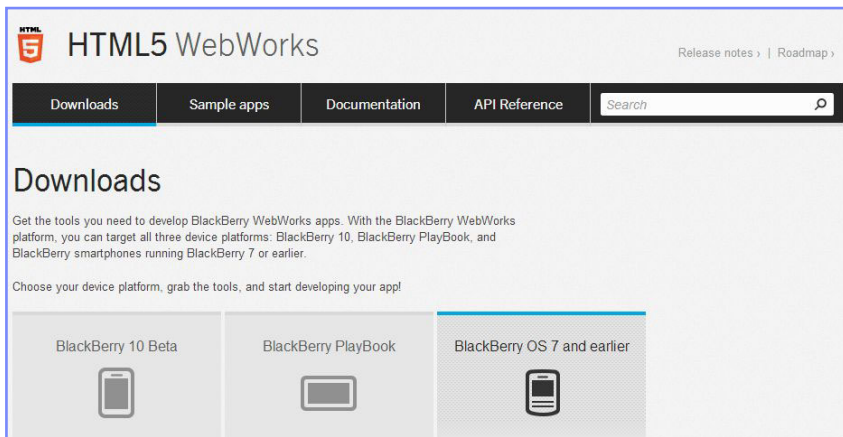 HTML
5
HTML5 WebWorks
Release notes › | Roadmap ›
Downloads
Sample apps
Documentation
API Reference
Search
Downloads
Get the tools you need to develop BlackBerry WebWorks apps. With the BlackBerry WebWorks
platform, you can target all three device platforms: BlackBerry 10, BlackBerry PlayBook, and
BlackBerry smartphones running BlackBerry 7 or earlier.
Choose your device platform, grab the tools, and start developing your app!
BlackBerry 10 Beta
BlackBerry PlayBook
BlackBerry OS 7 and earlier